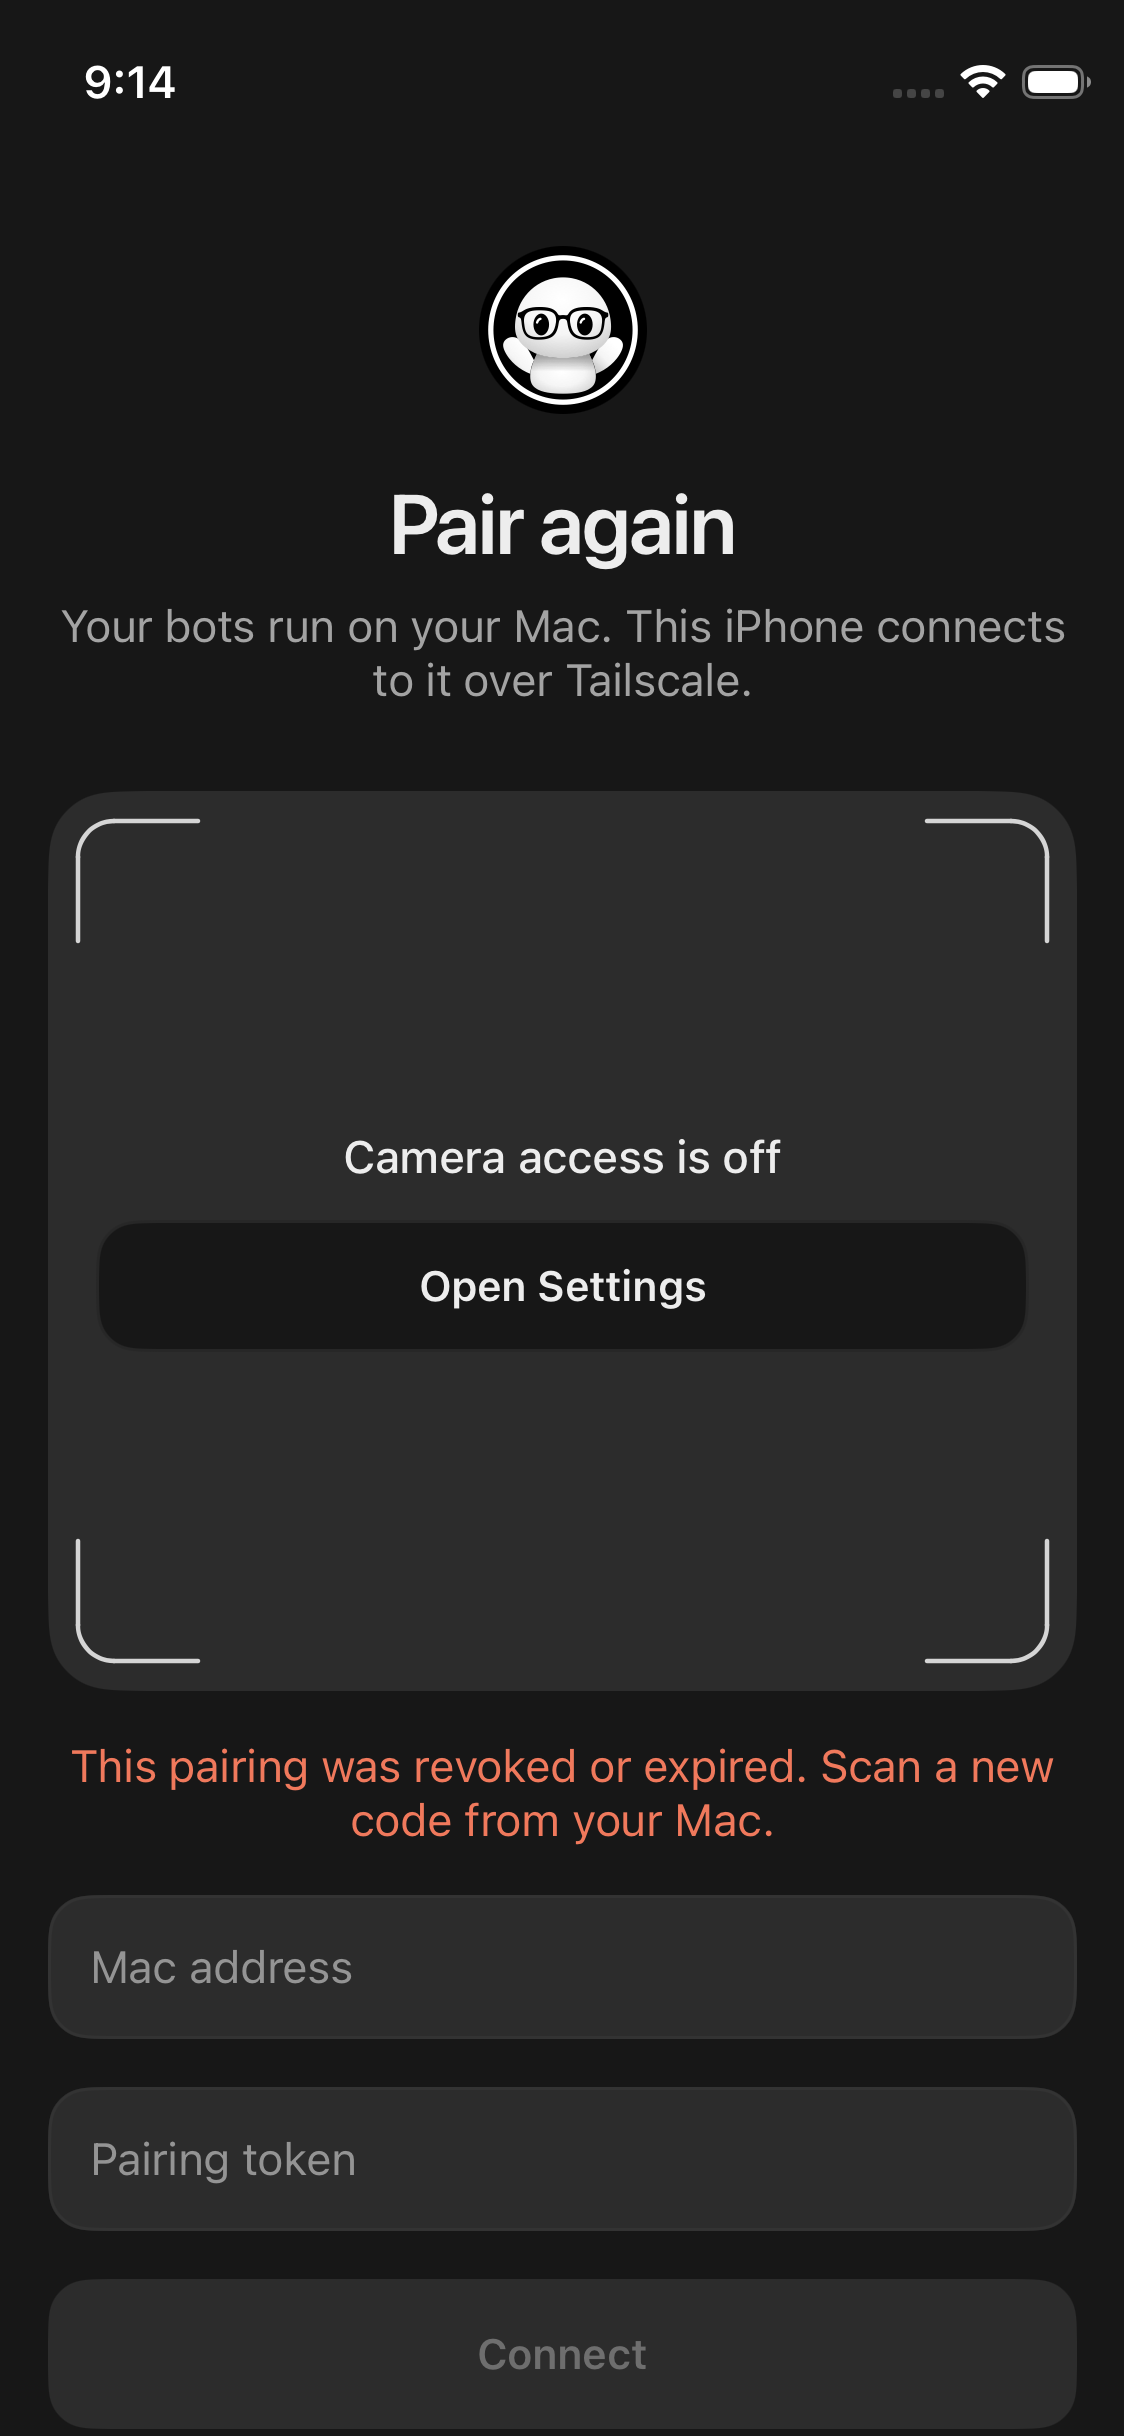 9:14
Pair again
Your bots run on your Mac. This iPhone connects
to it over Tailscale.
Camera access is off
Open Settings
This pairing was revoked or expired. Scan a new
code from your Mac.
Mac address
Pairing token
Connect